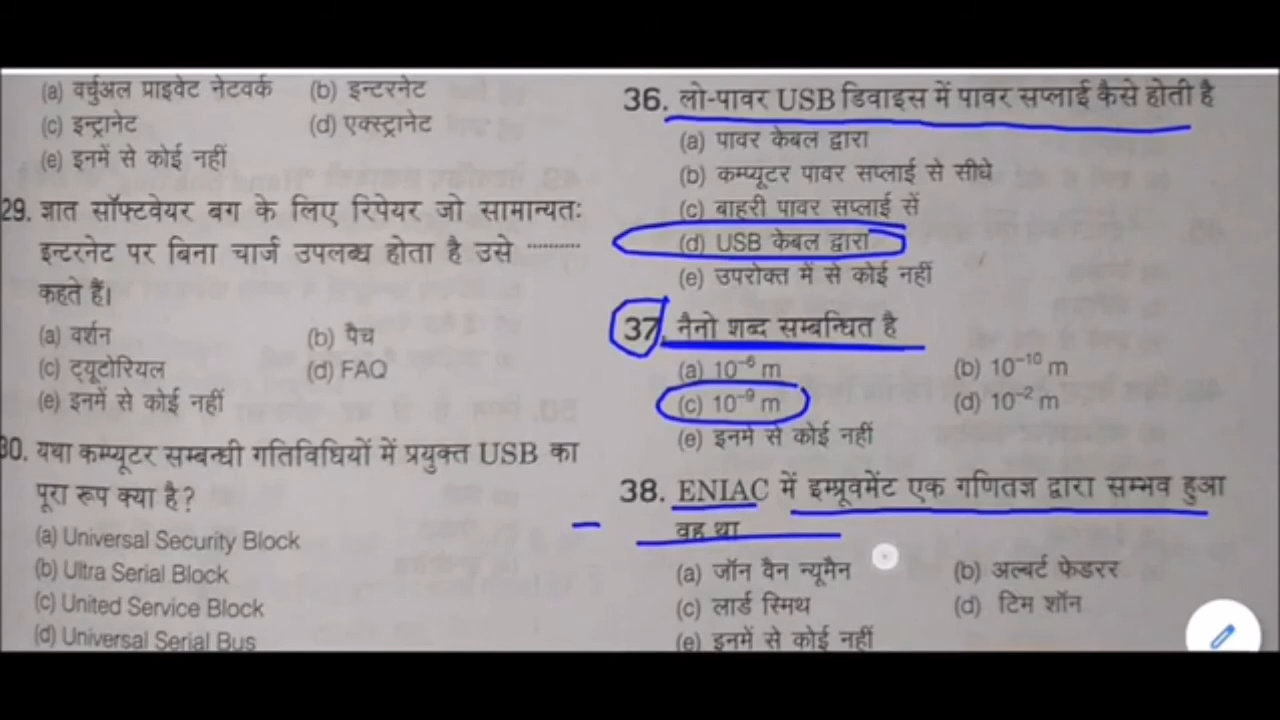 (a) वर्चुअल प्राइवेट नेटवर्क (b) इन्टरनेट
(c) इन्ट्रानेट (d) एक्स्ट्रानेट
(e) इनमें से कोई नहीं
29. ज्ञात सॉफ्टवेयर बग के लिए रिपेयर जो सामान्यतः
इन्टरनेट पर बिना चार्ज उपलब्ध होता है उसे ..........
कहते हैं।
(a) वर्शन (b) पैच
(c) ट्यूटोरियल (d) FAQ
(e) इनमें से कोई नहीं
30. यथा कम्प्यूटर सम्बन्धी गतिविधियों में प्रयुक्त USB का
पूरा रूप क्या है?
(a) Universal Security Block
(b) Ultra Serial Block
(c) United Service Block
(d) Universal Serial Bus
36. लो-पावर USB डिवाइस में पावर सप्लाई कैसे होती है
(a) पावर केबल द्वारा
(b) कम्प्यूटर पावर सप्लाई से सीधे
(c) बाहरी पावर सप्लाई सें
(d) USB केबल द्वारा
(e) उपरोक्त में से कोई नहीं
37. नैनो शब्द सम्बन्धित है
(a) 10⁻⁶ m (b) 10⁻¹⁰ m
(c) 10⁻⁹ m (d) 10⁻² m
(e) इनमें से कोई नहीं
38. ENIAC में इम्प्रूवमेंट एक गणितज्ञ द्वारा सम्भव हुआ
वह था
(a) जॉन वैन न्यूमैन (b) अल्बर्ट फेडरर
(c) लार्ड स्मिथ (d) टिम शॉन
(e) इनमें से कोई नहीं